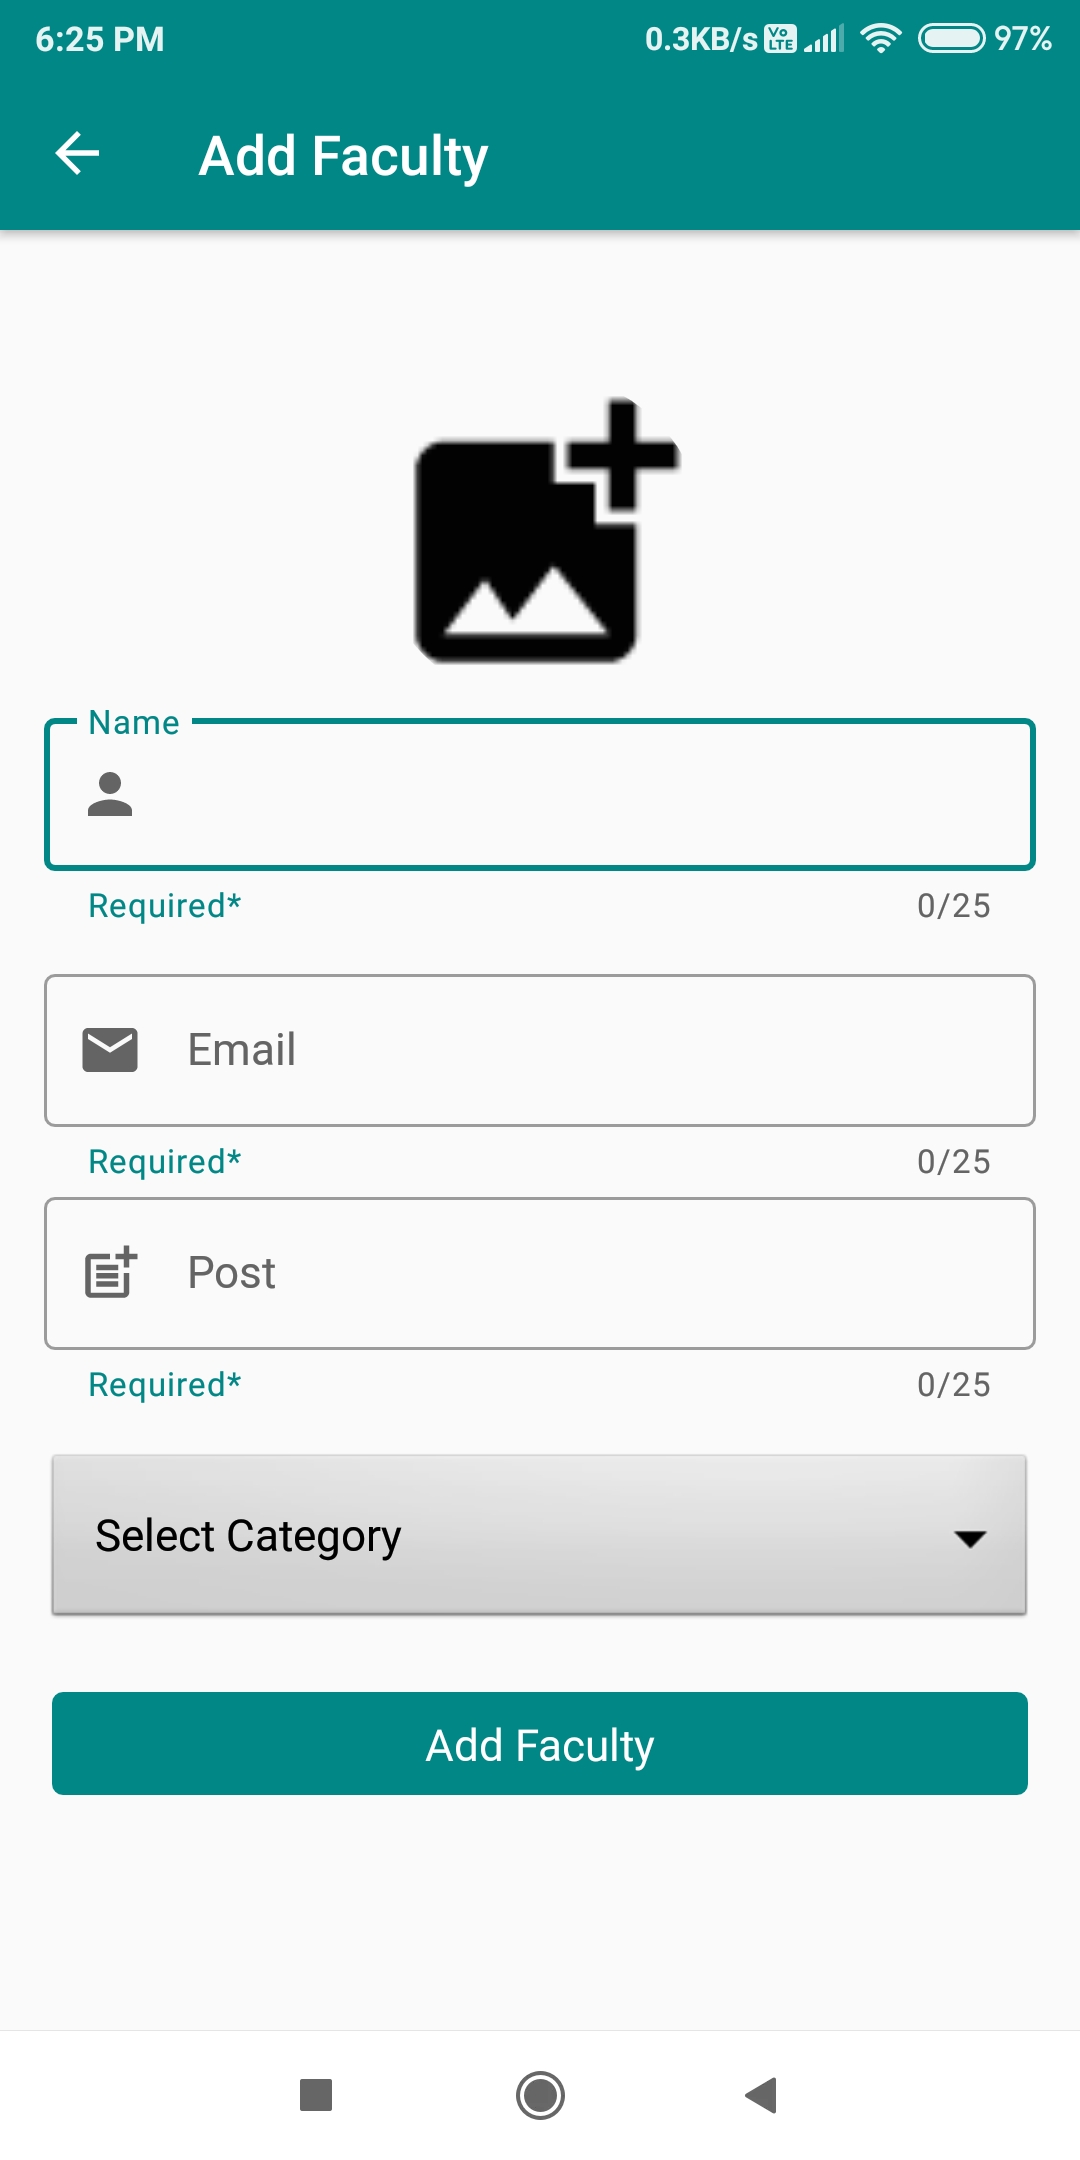 6:25 PM 0.3KB/s Vo LTE 97%
Add Faculty
Name
Required* 0/25
Email
Required* 0/25
Post
Required* 0/25
Select Category
Add Faculty